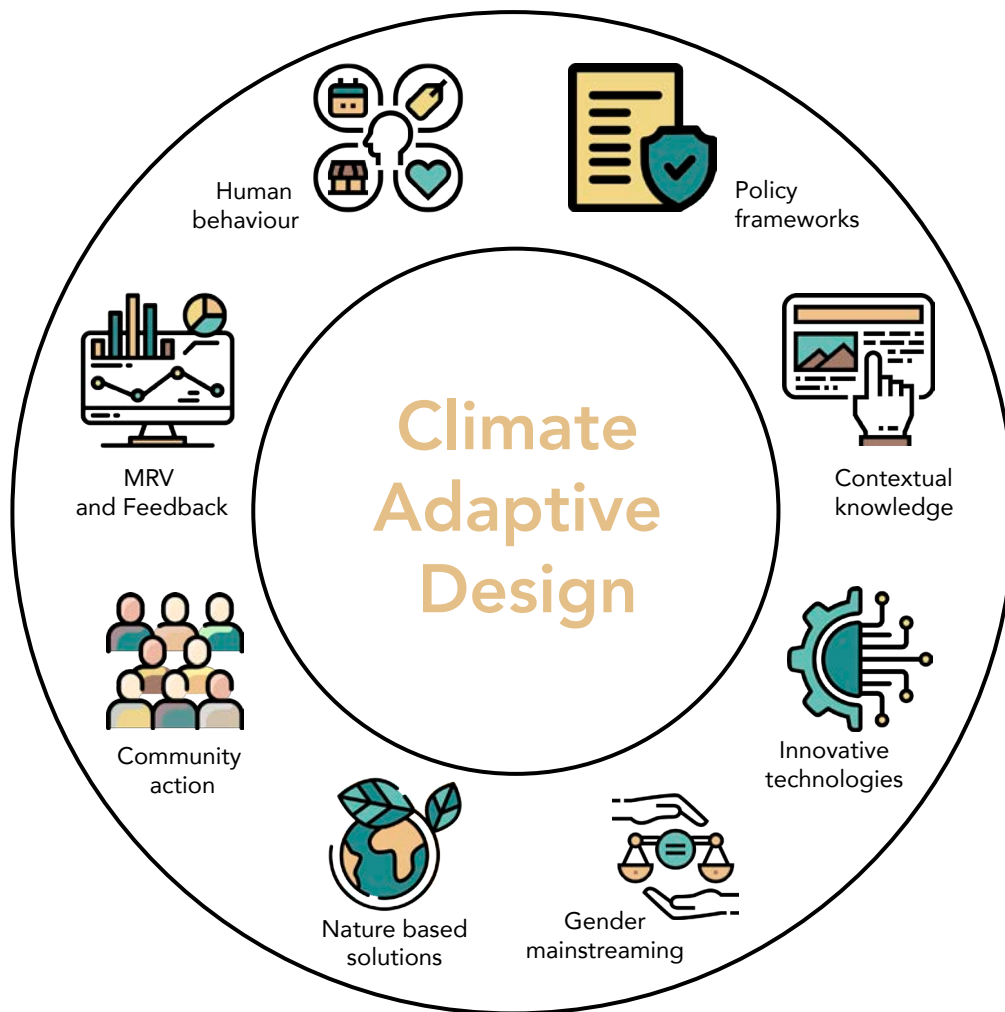 Human
behaviour
Policy
frameworks
MRV
and Feedback
Contextual
knowledge
Climate
Adaptive
Design
Community
action
Innovative
technologies
Nature based
solutions
Gender
mainstreaming